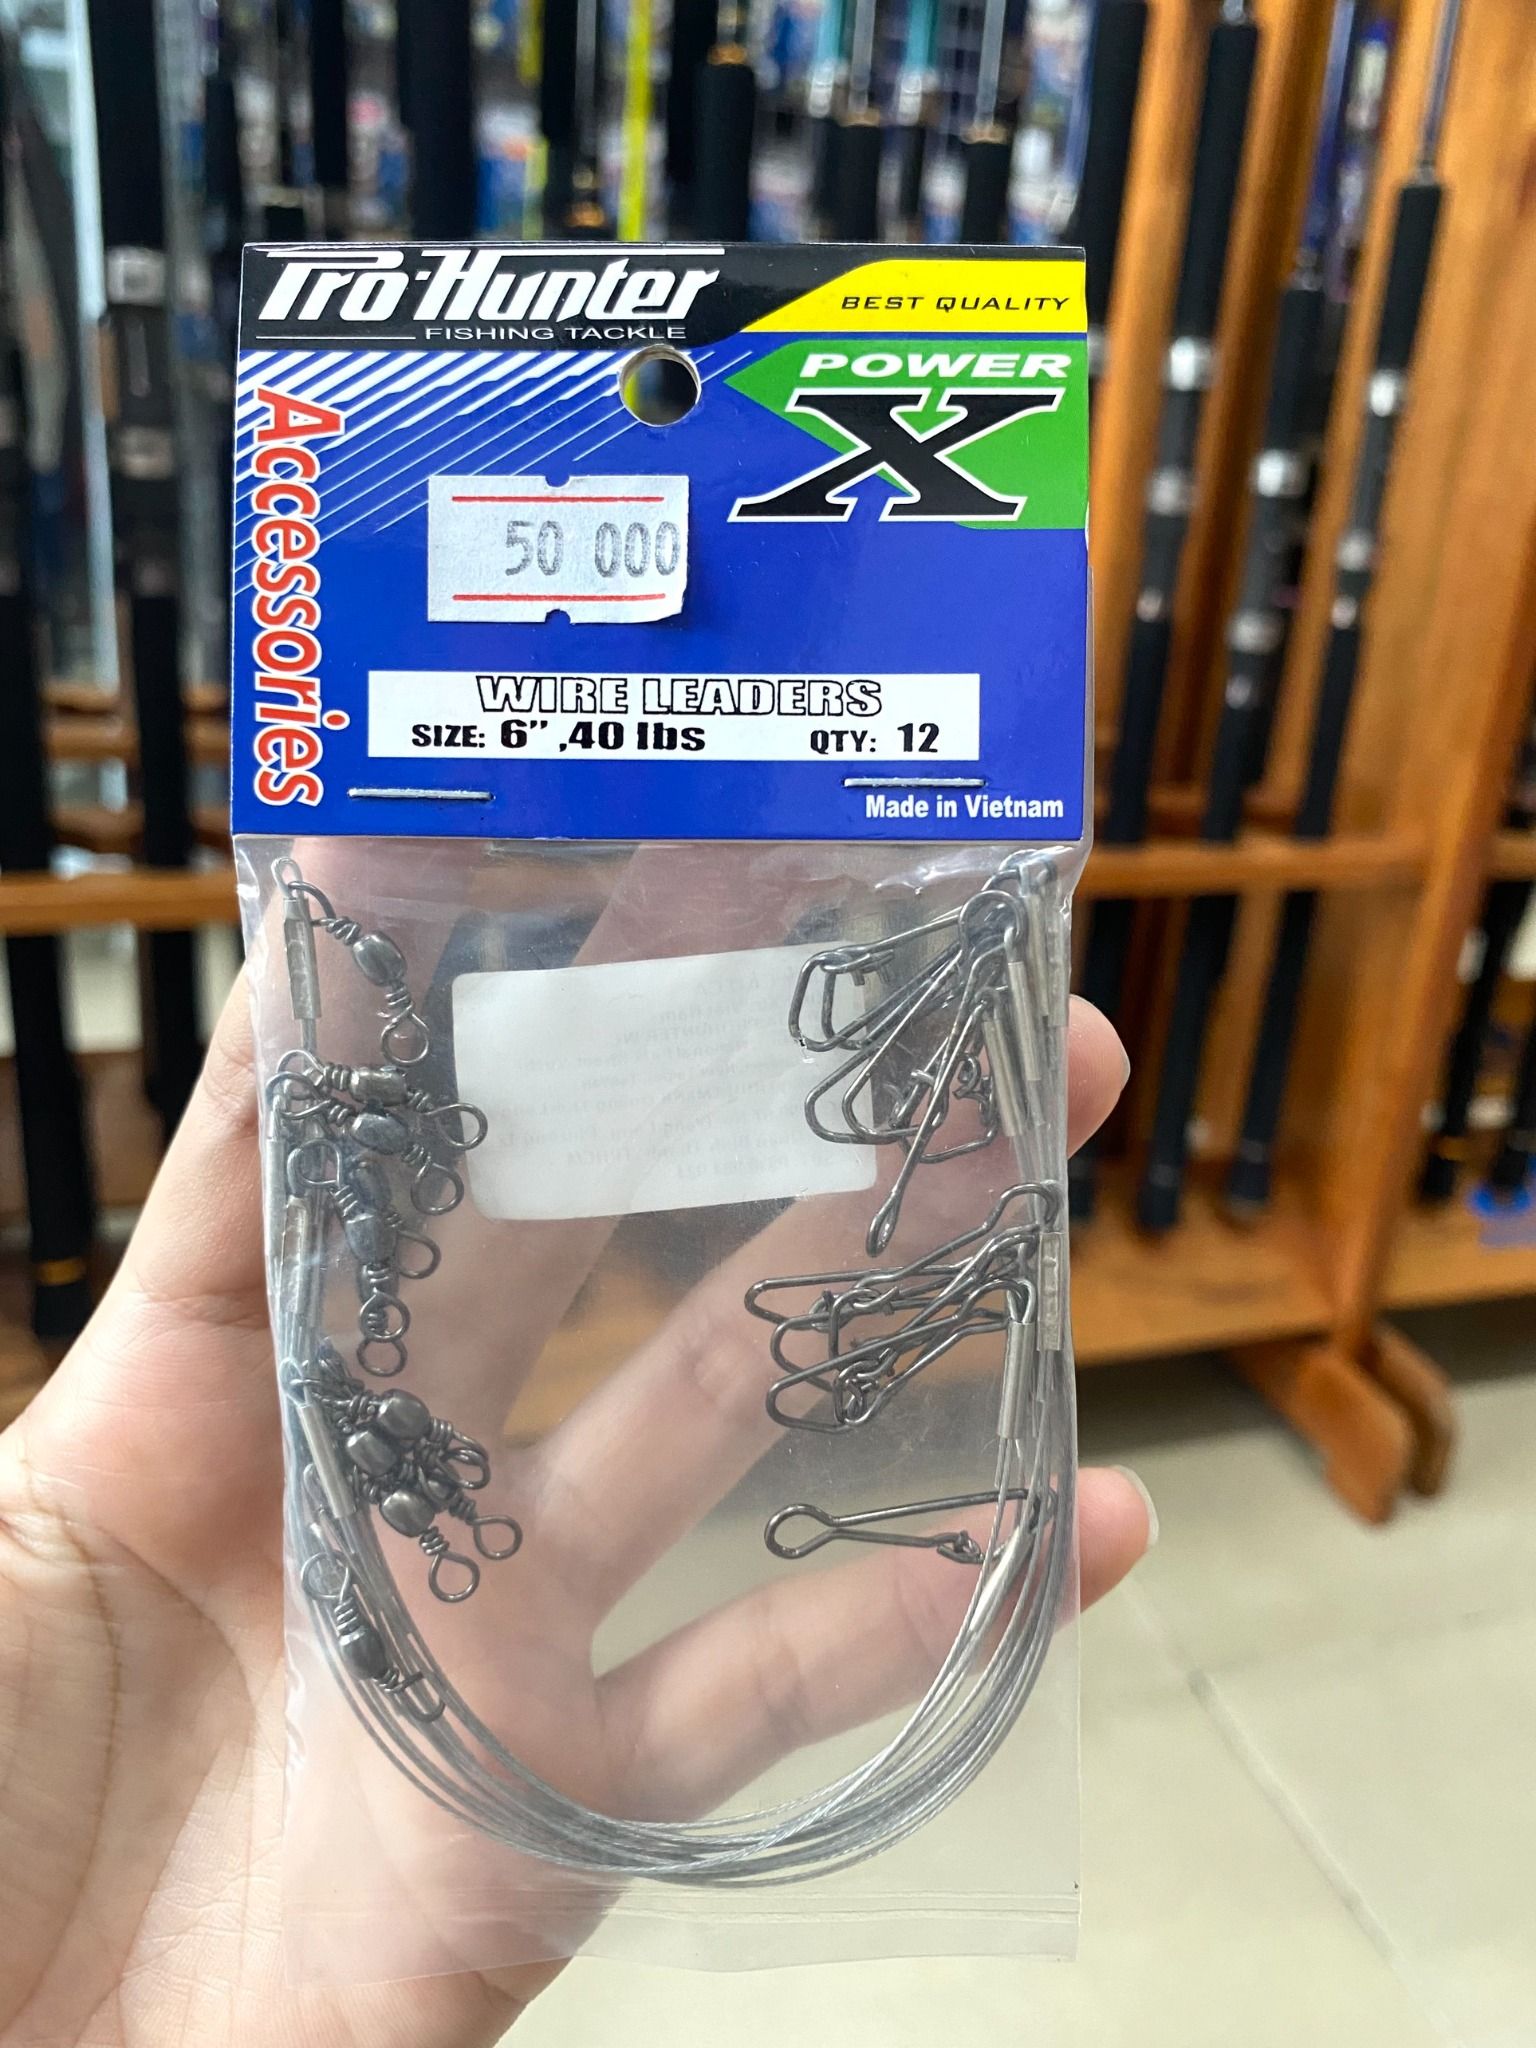 Pro-Hunter
FISHING TACKLE
BEST QUALITY
POWER
X
Accessories
50 000
WIRE LEADERS
SIZE: 6” ,40 lbs
QTY: 12
Made in Vietnam